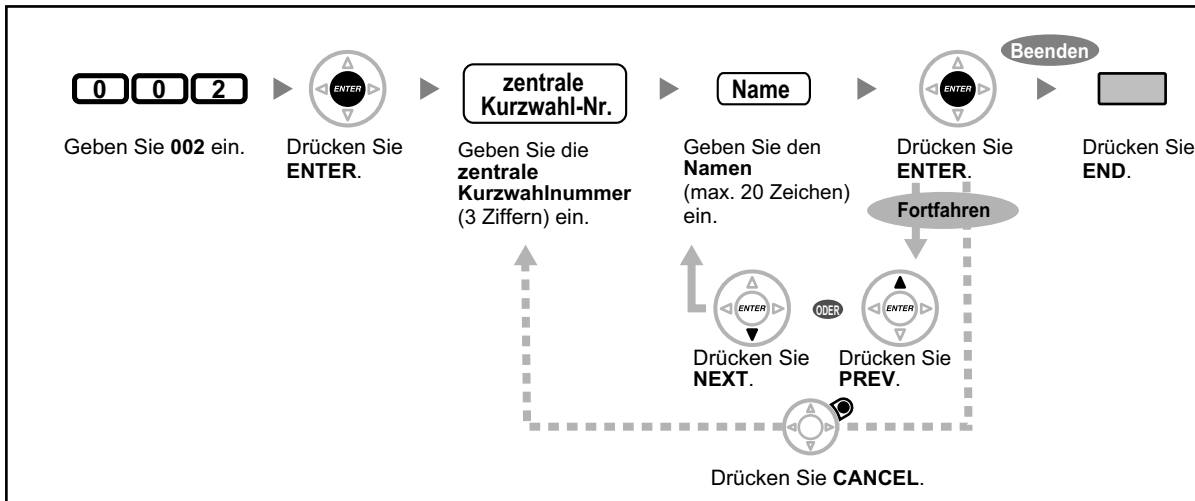 Beenden
0 0 2
ENTER
zentrale
Kurzwahl-Nr.
Name
ENTER
Geben Sie 002 ein.
Drücken Sie
ENTER.
Geben Sie die
zentrale
Kurzwahlnummer
(3 Ziffern) ein.
Geben Sie den
Namen
(max. 20 Zeichen)
ein.
Drücken Sie
ENTER.
Drücken Sie
END.
Fortfahren
ENTER
ODER
ENTER
Drücken Sie
NEXT.
Drücken Sie
PREV.
Drücken Sie CANCEL.